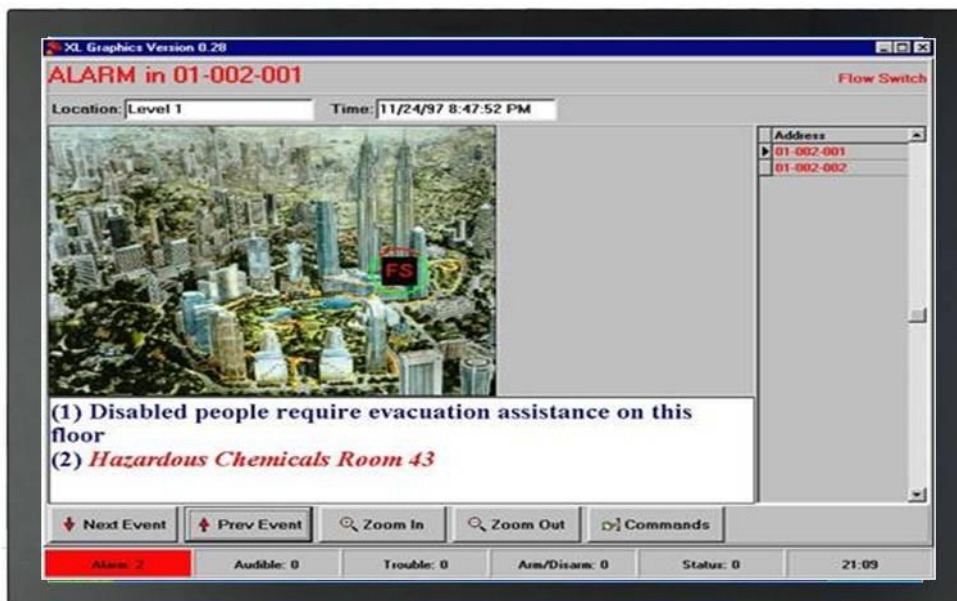 XL Graphics Version 0.28
ALARM in 01-002-001
Flow Switch
Location: Level 1 Time: 11/24/97 8:47:52 PM
Address
01-002-001
01-002-002
FS
(1) Disabled people require evacuation assistance on this
floor
(2) Hazardous Chemicals Room 43
Next Event Prev Event Zoom In Zoom Out Commands
Alarm: 2 Audible: 0 Trouble: 0 Arm/Disarm: 0 Status: 0 21:09